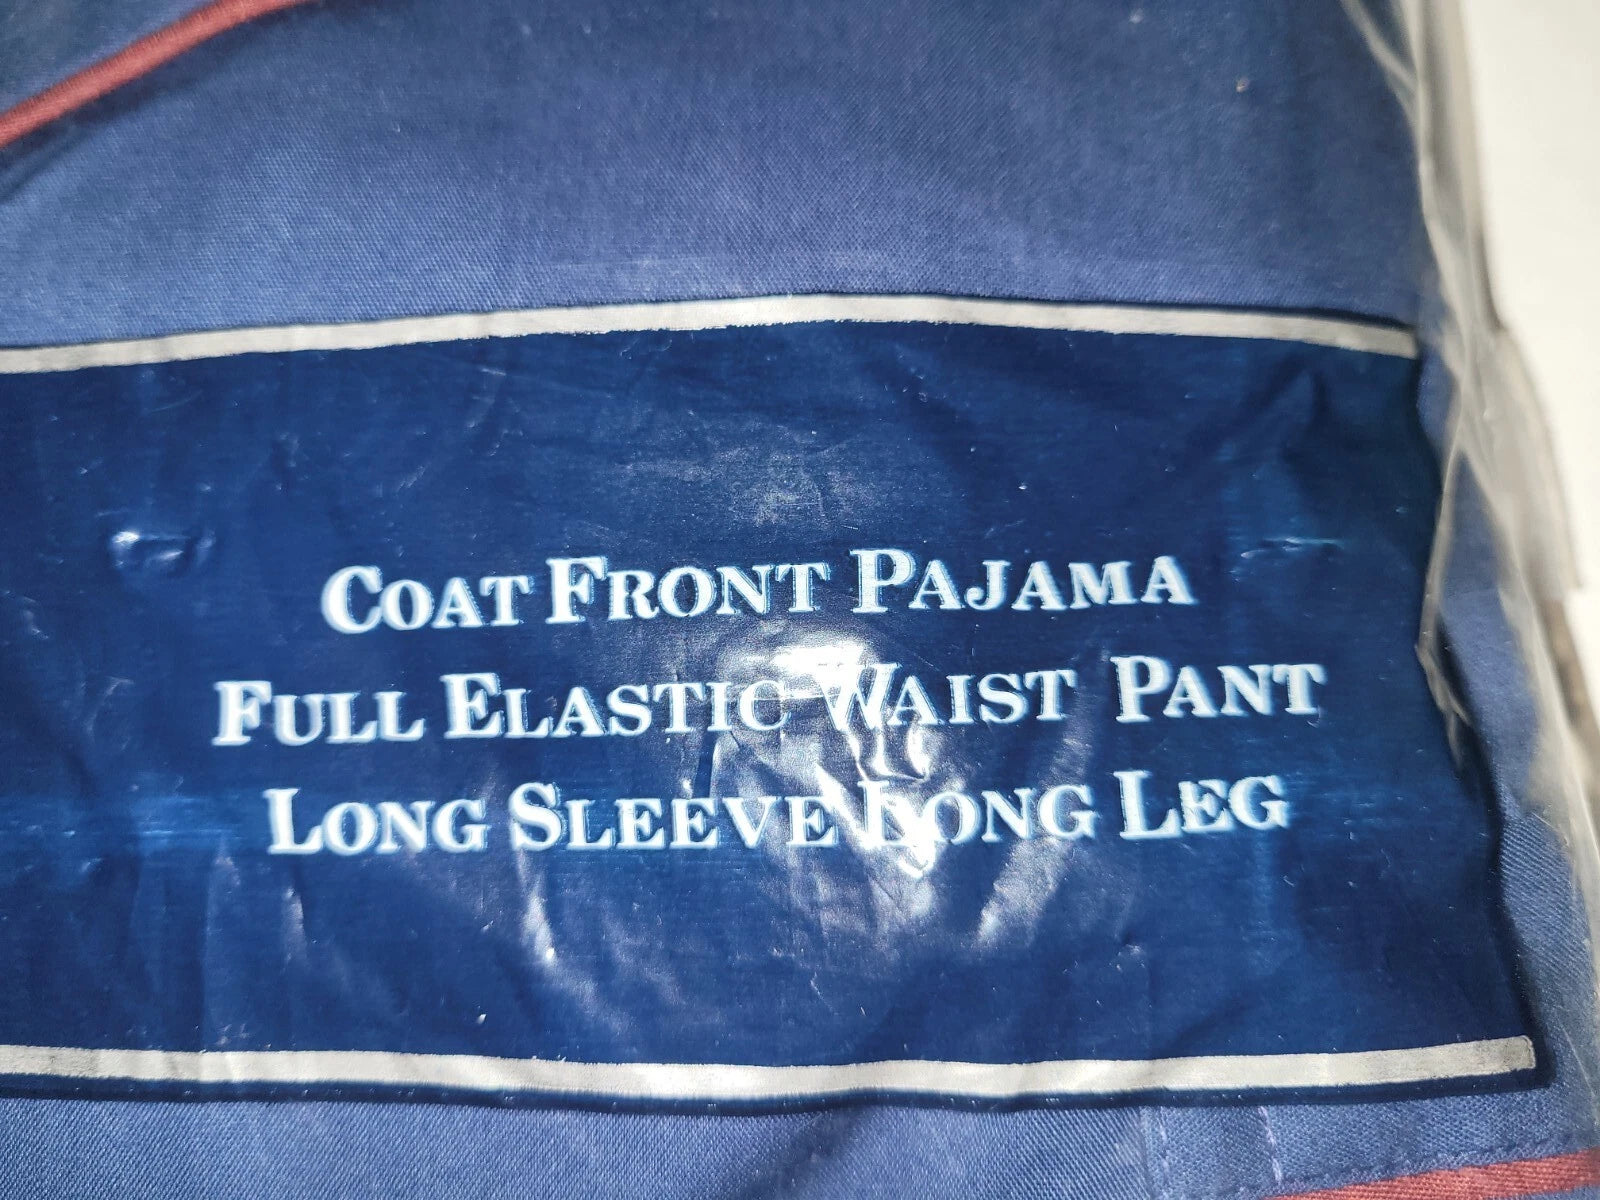 COAT FRONT PAJAMA
FULL ELASTIC WAIST PANT
LONG SLEEVE LONG LEG